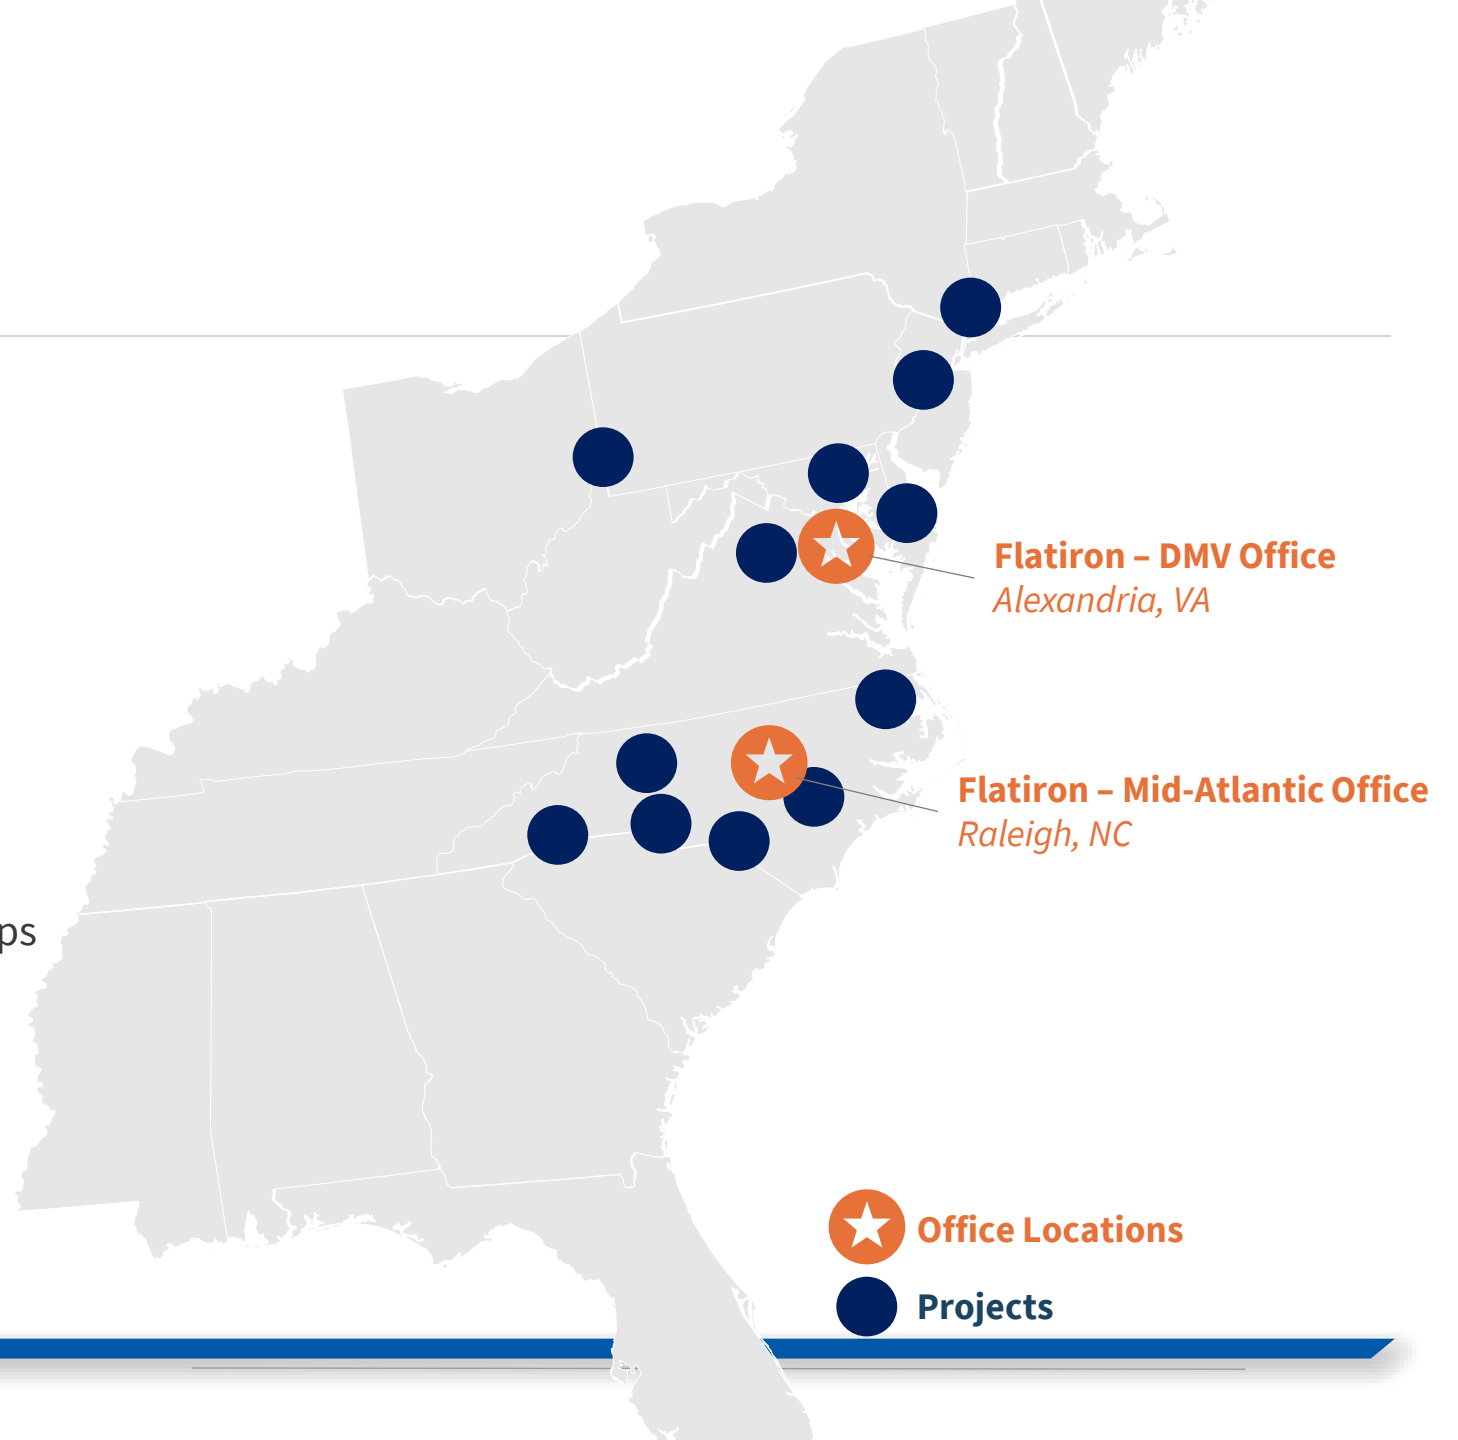 Flatiron – DMV Office
Alexandria, VA
Flatiron – Mid-Atlantic Office
Raleigh, NC
ps
Office Locations
Projects